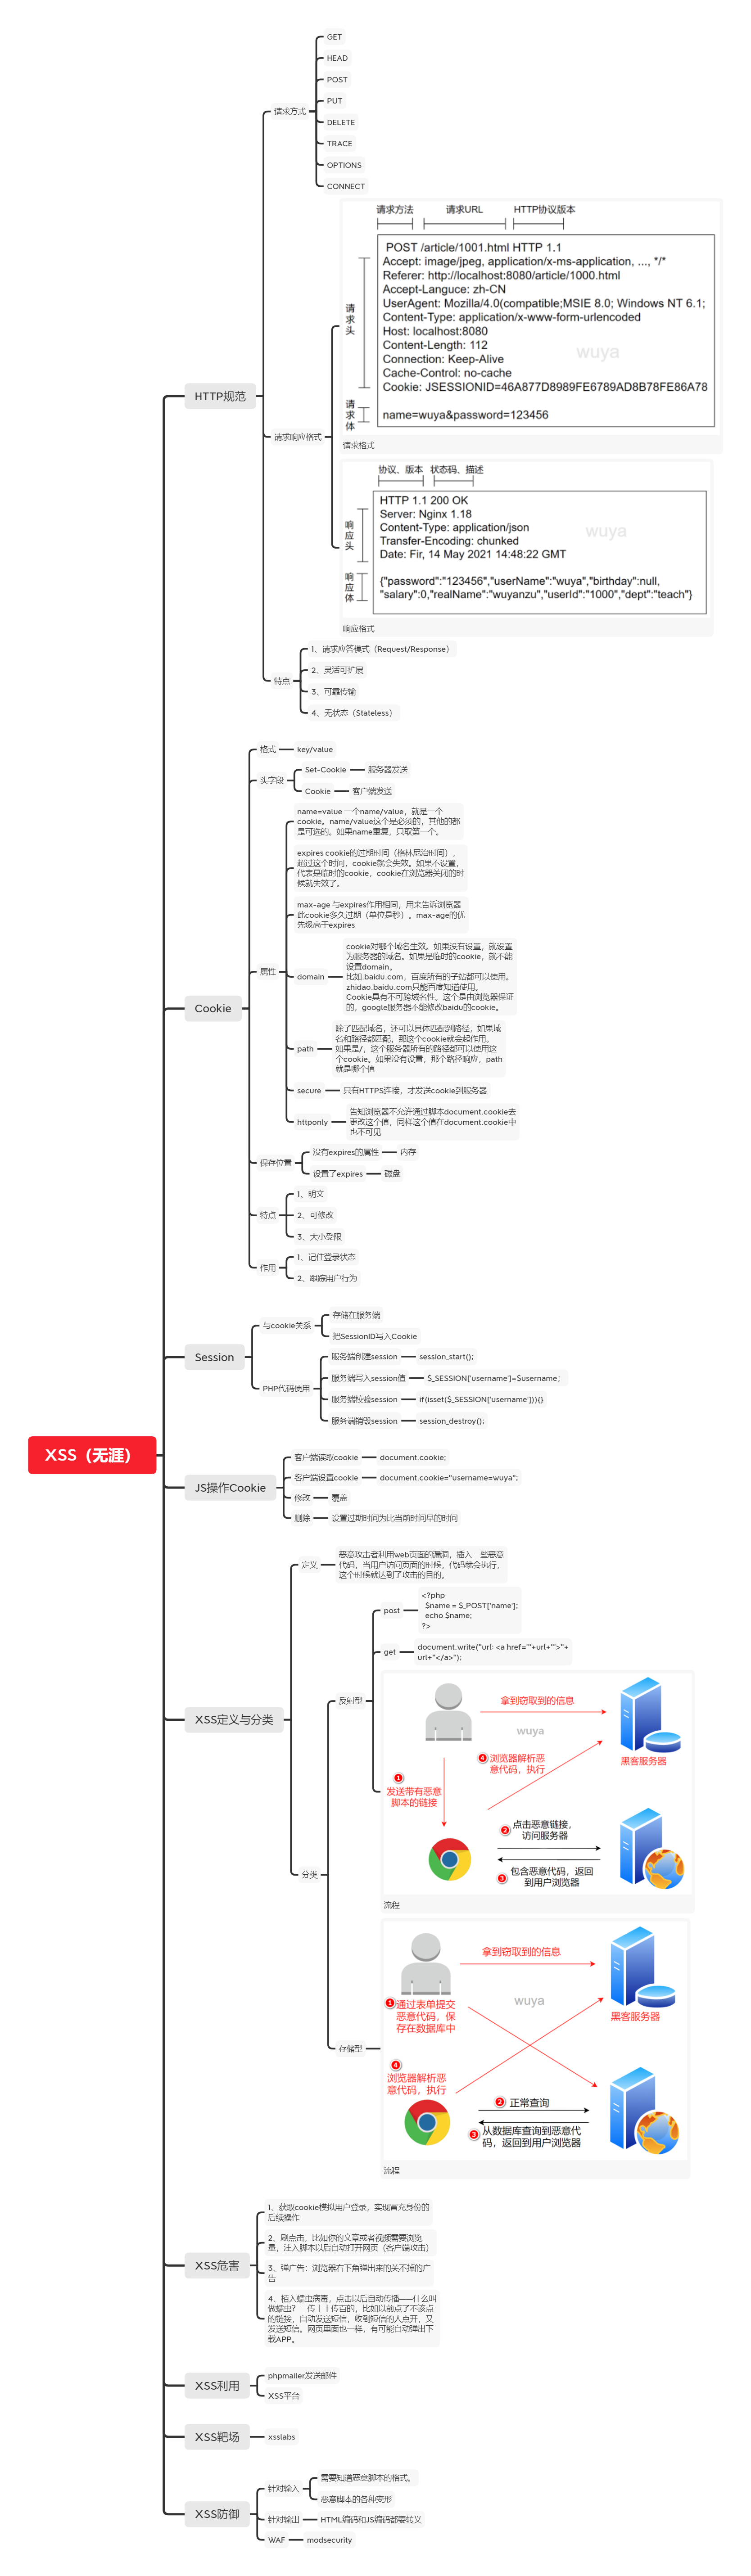 XSS（无涯）
HTTP规范
请求方式
GET
HEAD
POST
PUT
DELETE
TRACE
OPTIONS
CONNECT
请求响应格式
请求方法
请求URL
HTTP协议版本
请求头
POST /article/1001.html HTTP 1.1
Accept: image/jpeg, application/x-ms-application, ..., */*
Referer: http://localhost:8080/article/1000.html
Accept-Languce: zh-CN
UserAgent: Mozilla/4.0(compatible;MSIE 8.0; Windows NT 6.1;
Content-Type: application/x-www-form-urlencoded
Host: localhost:8080
Content-Length: 112
Connection: Keep-Alive
Cache-Control: no-cache
Cookie: JSESSIONID=46A877D8989FE6789AD8B78FE86A78
wuya
请求体
name=wuya&password=123456
请求格式
协议、版本
状态码、描述
响应头
HTTP 1.1 200 OK
Server: Nginx 1.18
Content-Type: application/json
Transfer-Encoding: chunked
Date: Fir, 14 May 2021 14:48:22 GMT
wuya
响应体
{"password":"123456","userName":"wuya","birthday":null,
"salary":0,"realName":"wuyanzu","userId":"1000","dept":"teach"}
响应格式
特点
1、请求应答模式（Request/Response）
2、灵活可扩展
3、可靠传输
4、无状态（Stateless）
Cookie
格式
key/value
头字段
Set-Cookie
服务器发送
Cookie
客户端发送
属性
name=value 一个name/value，就是一个
cookie。name/value这个是必须的，其他的都
是可选的。如果name重复，只取第一个。
expires cookie的过期时间（格林尼治时间），
超过这个时间，cookie就会失效。如果不设置，
代表是临时的cookie，cookie在浏览器关闭的时
候就失效了。
max-age 与expires作用相同，用来告诉浏览器
此cookie多久过期（单位是秒）。max-age的优
先级高于expires
domain
cookie对哪个域名生效。如果没有设置，就设置
为服务器的域名。如果是临时的cookie，就不能
设置domain。
比如.baidu.com，百度所有的子站都可以使用。
zhidao.baidu.com只能百度知道使用。
Cookie具有不可跨域名性。这个是由浏览器保证
的，google服务器不能修改baidu的cookie。
path
除了匹配域名，还可以具体匹配到路径，如果域
名和路径都匹配，那这个cookie就会起作用。
如果是/，这个服务器所有的路径都可以使用这
个cookie。如果没有设置，那个路径响应，path
就是哪个值
secure
只有HTTPS连接，才发送cookie到服务器
httponly
告知浏览器不允许通过脚本document.cookie去
更改这个值，同样这个值在document.cookie中
也不可见
保存位置
没有expires的属性
内存
设置了expires
磁盘
特点
1、明文
2、可修改
3、大小受限
作用
1、记住登录状态
2、跟踪用户行为
Session
与cookie关系
存储在服务端
把SessionID写入Cookie
PHP代码使用
服务端创建session
session_start();
服务端写入session值
$_SESSION['username']=$username;
服务端校验session
if(isset($_SESSION['username'])){}
服务端销毁session
session_destroy();
JS操作Cookie
客户端读取cookie
document.cookie;
客户端设置cookie
document.cookie="username=wuya";
修改
覆盖
删除
设置过期时间为比当前时间早的时间
XSS定义与分类
定义
恶意攻击者利用web页面的漏洞，插入一些恶意
代码，当用户访问页面的时候，代码就会执行，
这个时候就达到了攻击的目的。
分类
反射型
post
<?php
$name = $_POST['name'];
echo $name;
?>
get
document.write("url: <a href='"+url+"'>"+
url+"</a>");
拿到窃取到的信息
wuya
黑客服务器
4 浏览器解析恶
意代码，执行
1
发送带有恶意
脚本的链接
2 点击恶意链接，
访问服务器
3 包含恶意代码，返回
到用户浏览器
流程
存储型
拿到窃取到的信息
wuya
黑客服务器
1 通过表单提交
恶意代码，保
存在数据库中
4
浏览器解析恶
意代码，执行
2 正常查询
3 从数据库查询到恶意代
码，返回到用户浏览器
流程
XSS危害
1、获取cookie模拟用户登录，实现冒充身份的
后续操作
2、刷点击，比如你的文章或者视频需要浏览
量，注入脚本以后自动打开网页（客户端攻击）
3、弹广告：浏览器右下角弹出来的关不掉的广
告
4、植入蠕虫病毒，点击以后自动传播——什么叫
做蠕虫？一传十十传百的，比如以前点了不该点
的链接，自动发送短信，收到短信的人点开，又
发送短信。网页里面也一样，有可能自动弹出下
载APP。
XSS利用
phpmailer发送邮件
XSS平台
XSS靶场
xsslabs
XSS防御
针对输入
需要知道恶意脚本的格式。
恶意脚本的各种变形
针对输出
HTML编码和JS编码都要转义
WAF
modsecurity